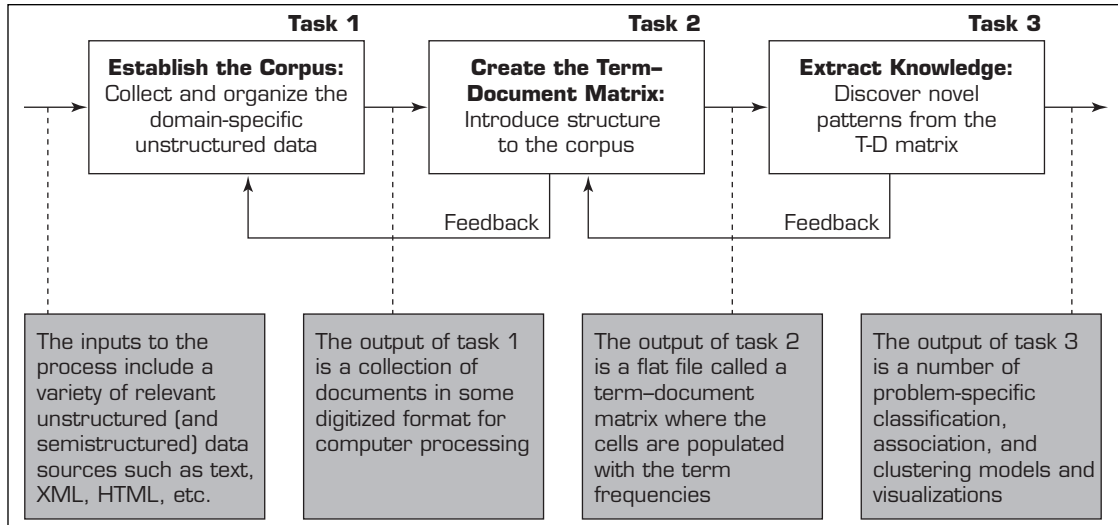 Task 1
Task 2
Task 3
Establish the Corpus:
Collect and organize the
domain-specific
unstructured data
Create the Term–
Document Matrix:
Introduce structure
to the corpus
Extract Knowledge:
Discover novel
patterns from the
T-D matrix
Feedback
Feedback
The inputs to the
process include a
variety of relevant
unstructured (and
semistructured) data
sources such as text,
XML, HTML, etc.
The output of task 1
is a collection of
documents in some
digitized format for
computer processing
The output of task 2
is a flat file called a
term–document
matrix where the
cells are populated
with the term
frequencies
The output of task 3
is a number of
problem-specific
classification,
association, and
clustering models and
visualizations